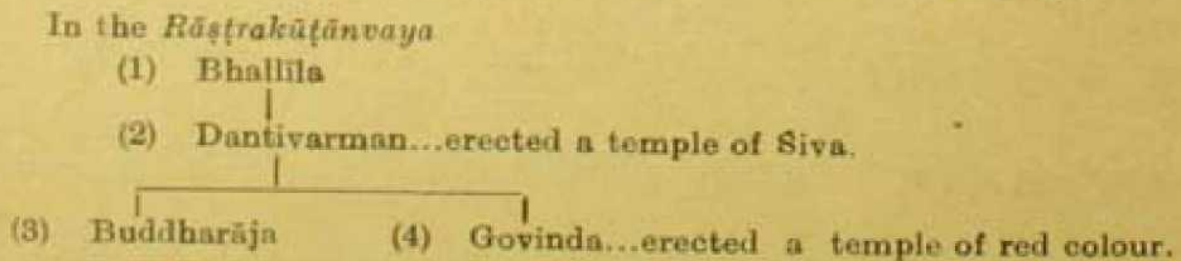 In the Rāṣṭrakūṭānvaya
(1) Bhallīla
(2) Dantivarman...erected a temple of Śiva.
(3) Buddharāja (4) Govinda...erected a temple of red colour.